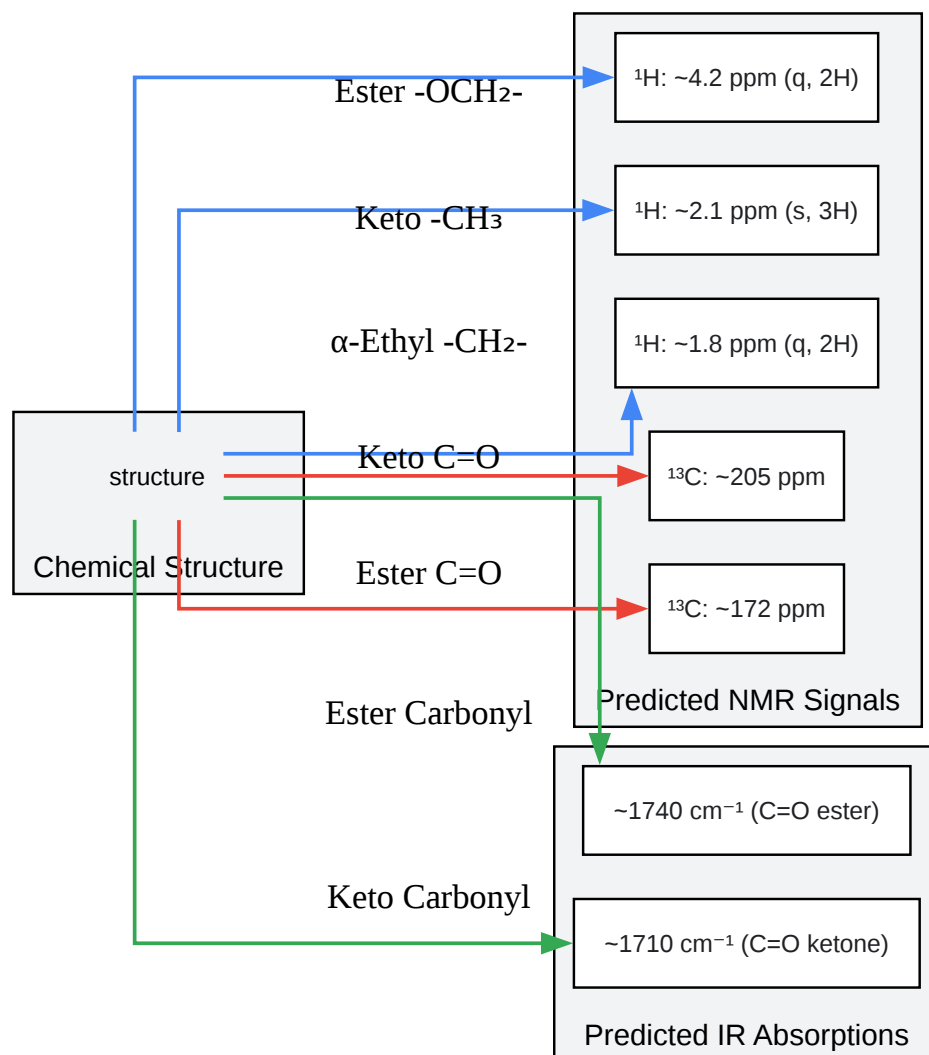 Ester -OCH₂-
¹H: ~4.2 ppm (q, 2H)
Keto -CH₃
¹H: ~2.1 ppm (s, 3H)
α-Ethyl -CH₂-
¹H: ~1.8 ppm (q, 2H)
Keto C=O
structure
¹³C: ~205 ppm
Chemical Structure
Ester C=O
¹³C: ~172 ppm
Predicted NMR Signals
Ester Carbonyl
~1740 cm⁻¹ (C=O ester)
Keto Carbonyl
~1710 cm⁻¹ (C=O ketone)
Predicted IR Absorptions